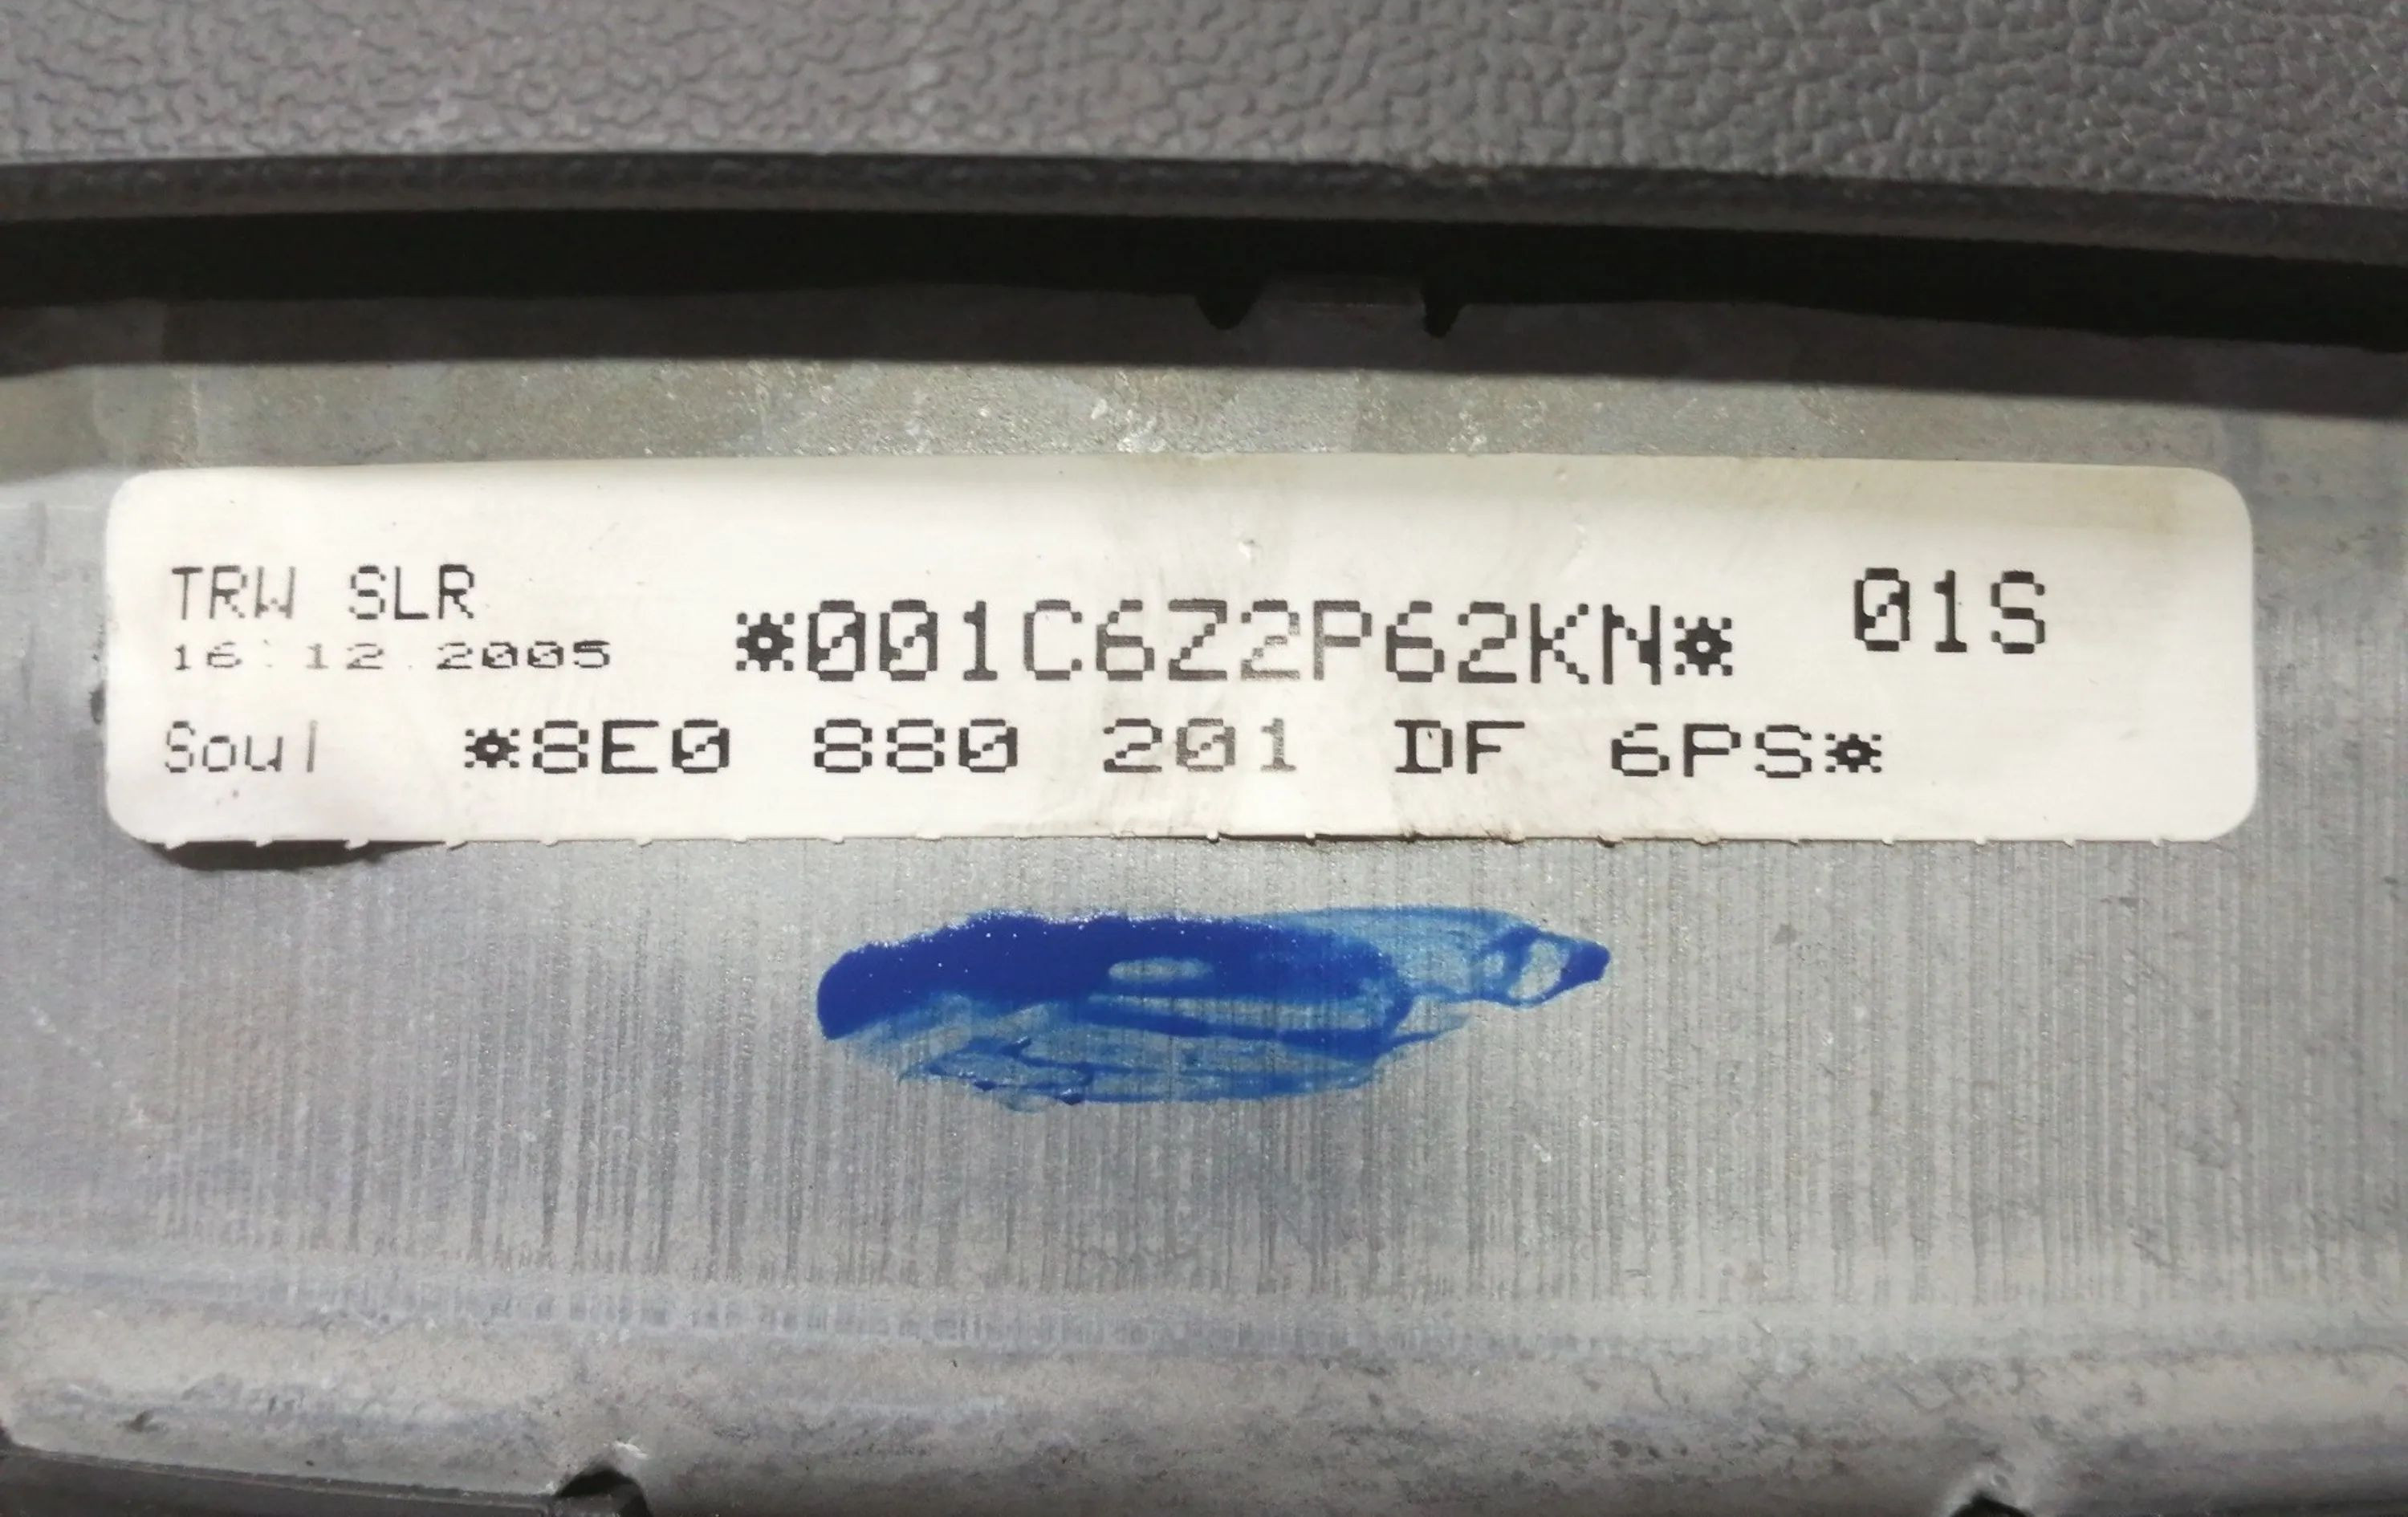 TRW SLR
16.12.2005
*001C6Z2P62KN* 01S
Soul *8E0 880 201 DF 6PS*